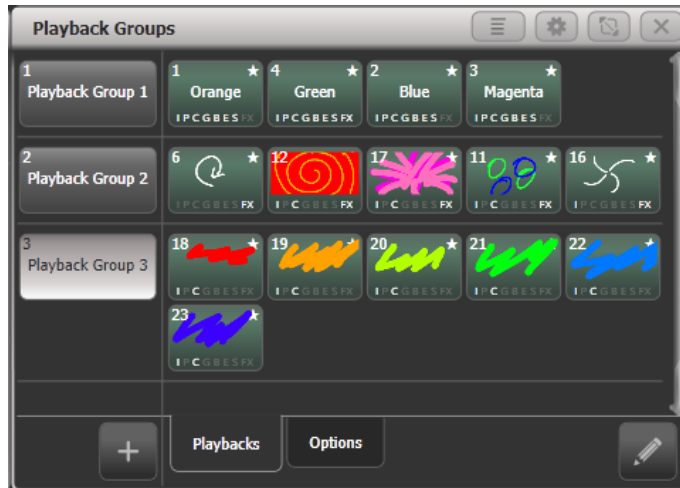 Playback Groups
1
Playback Group 1
1
Orange
IPCGBESFX
4
Green
IPCGBESFX
2
Blue
IPCGBESFX
3
Magenta
IPCGBESFX
2
Playback Group 2
6
IPCGBESFX
12
IPCGBESFX
17
IPCGBESFX
11
IPCGBESFX
16
IPCGBESFX
3
Playback Group 3
18
IPCGBESFX
19
IPCGBESFX
20
IPCGBESFX
21
IPCGBESFX
22
IPCGBESFX
23
IPCGBESFX
+
Playbacks
Options